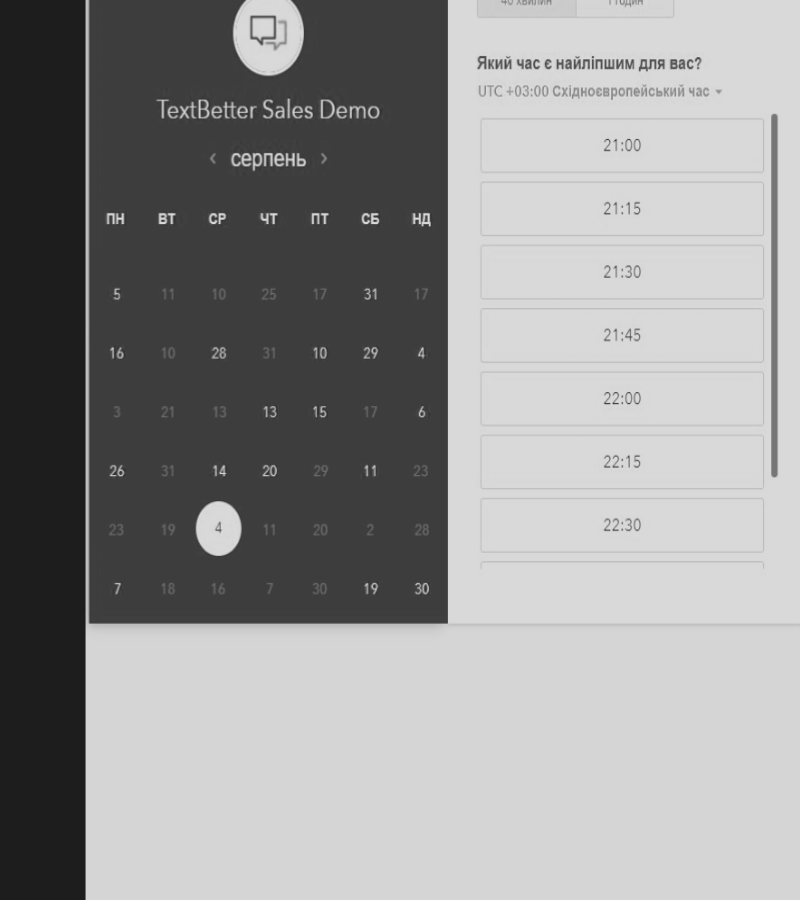 40 хвилин 1 годин
TextBetter Sales Demo
серпень
ПН ВТ СР ЧТ ПТ СБ НД
5 11 10 25 17 31 17
16 10 28 31 10 29 4
3 21 13 13 15 17 6
26 31 14 20 29 11 23
23 19 4 11 20 2 28
7 18 16 7 30 19 30
Який час є найліпшим для вас?
UTC +03:00 Східноєвропейський час
21:00
21:15
21:30
21:45
22:00
22:15
22:30